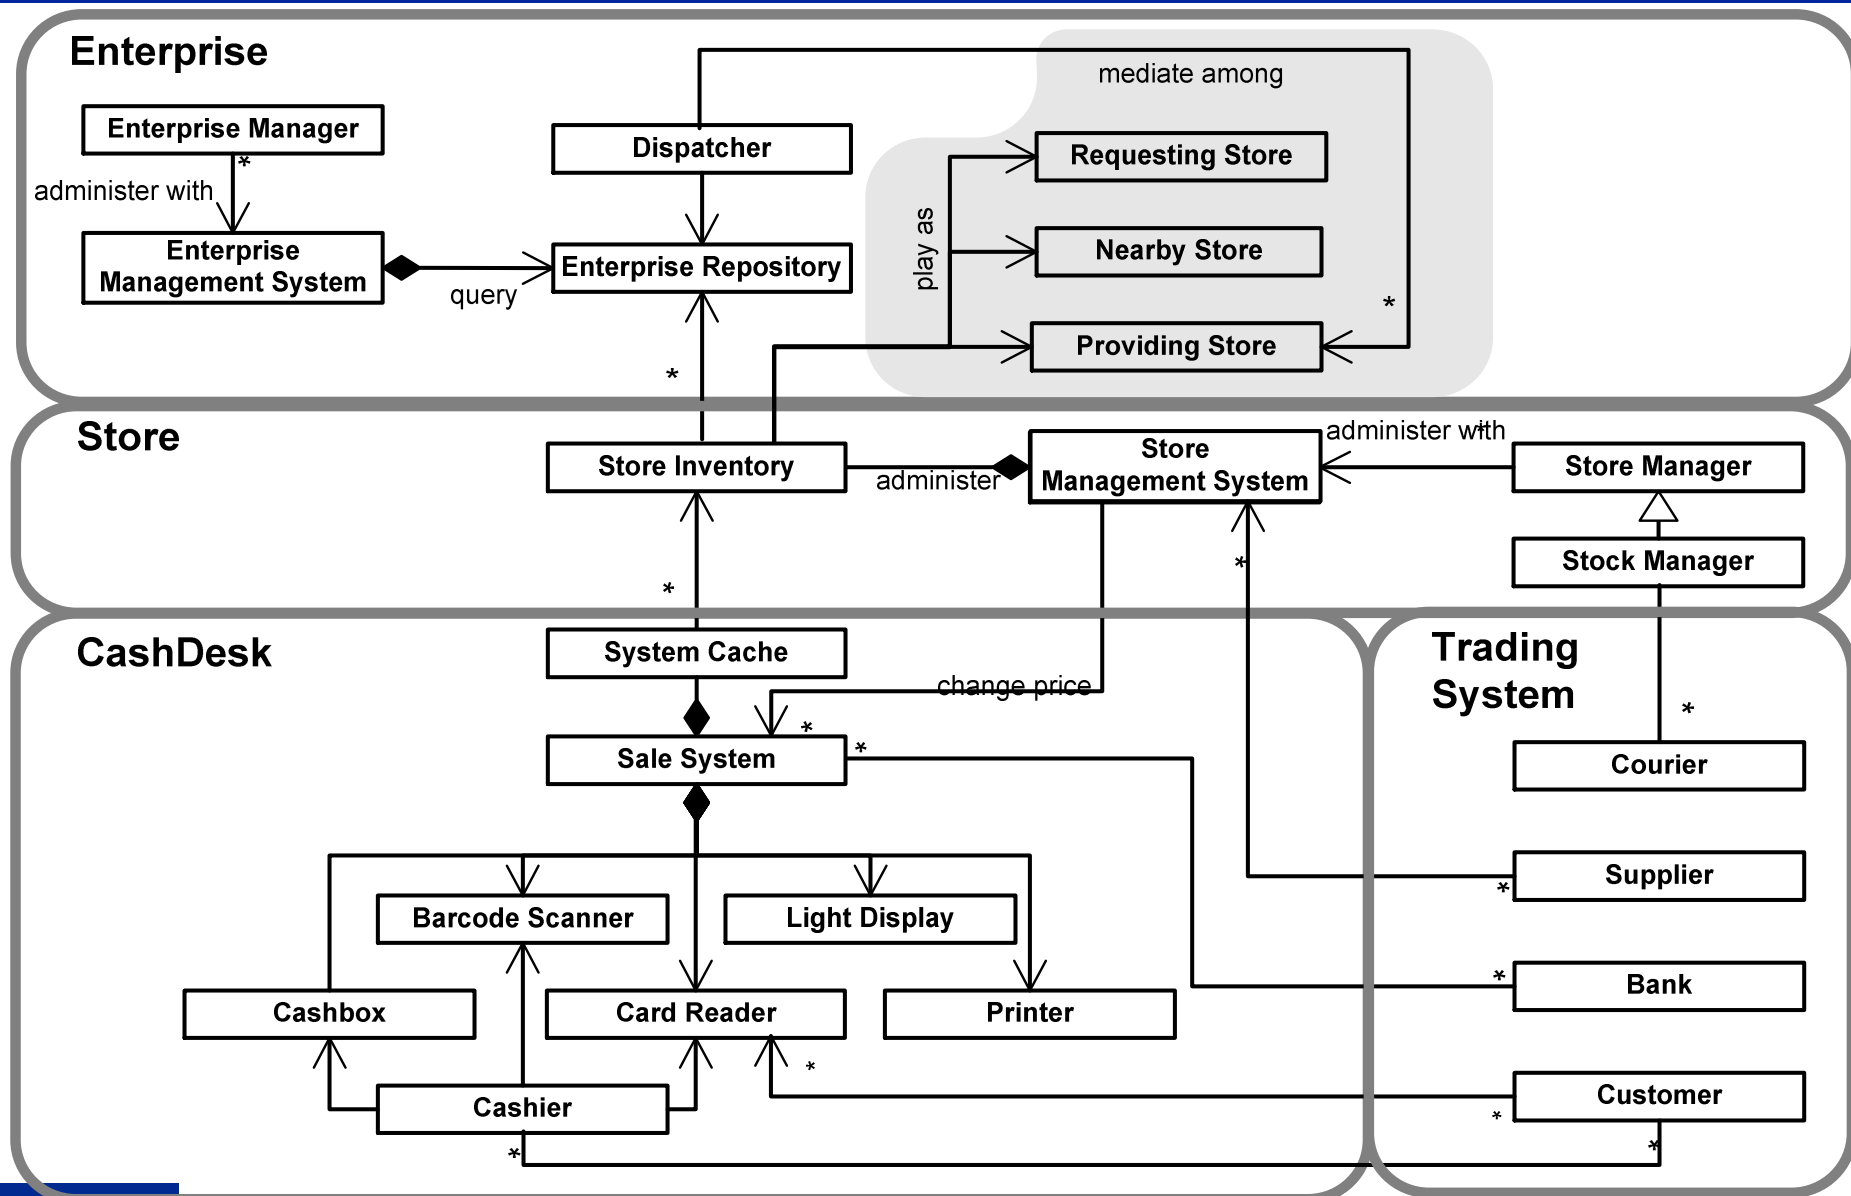 Enterprise
mediate among
Enterprise Manager
*
Dispatcher
Requesting Store
administer with
play as
Enterprise
Management System
query
Enterprise Repository
Nearby Store
*
Providing Store
*
Store
Store Inventory
administer
Store
Management System
administer with
*
Store Manager
*
Stock Manager
*
CashDesk
System Cache
change price
*
Trading
System
*
Sale System
*
Courier
Supplier
*
Barcode Scanner
Light Display
Bank
*
Cashbox
Card Reader
Printer
*
Customer
*
Cashier
*
*